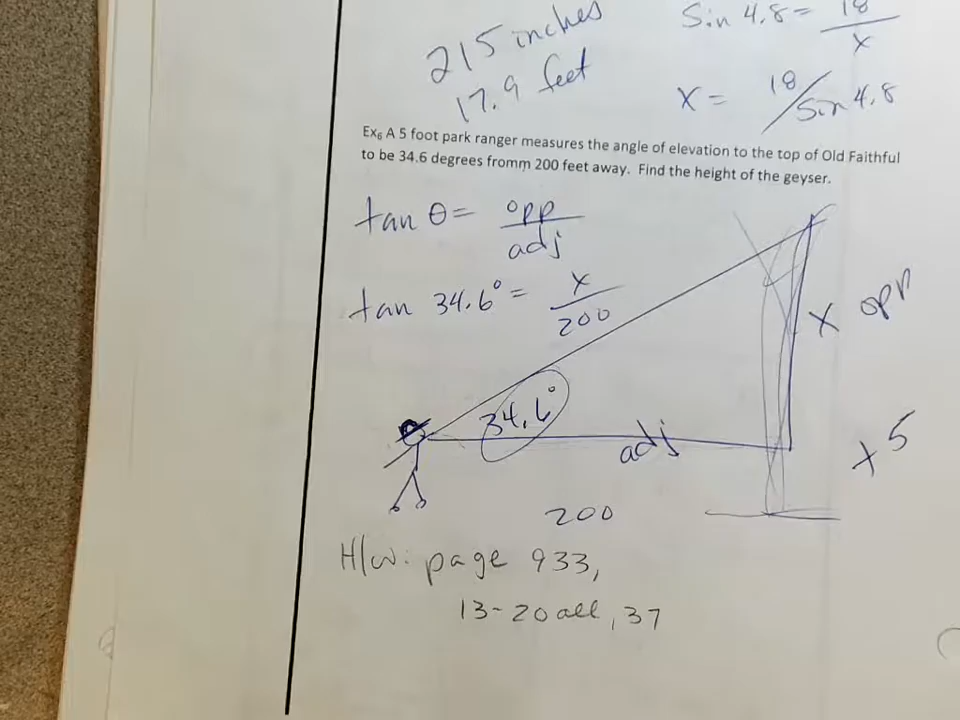 215 inches
17.9 feet
Sin 4.8 = 18
x
x = 18/Sin 4.8
Ex6 A 5 foot park ranger measures the angle of elevation to the top of Old Faithful
to be 34.6 degrees fromm 200 feet away. Find the height of the geyser.
tan θ = opp
adj
tan 34.6° = x
200
x opp
34.6°
adj
+5
200
H/w: page 933,
13-20 all, 37